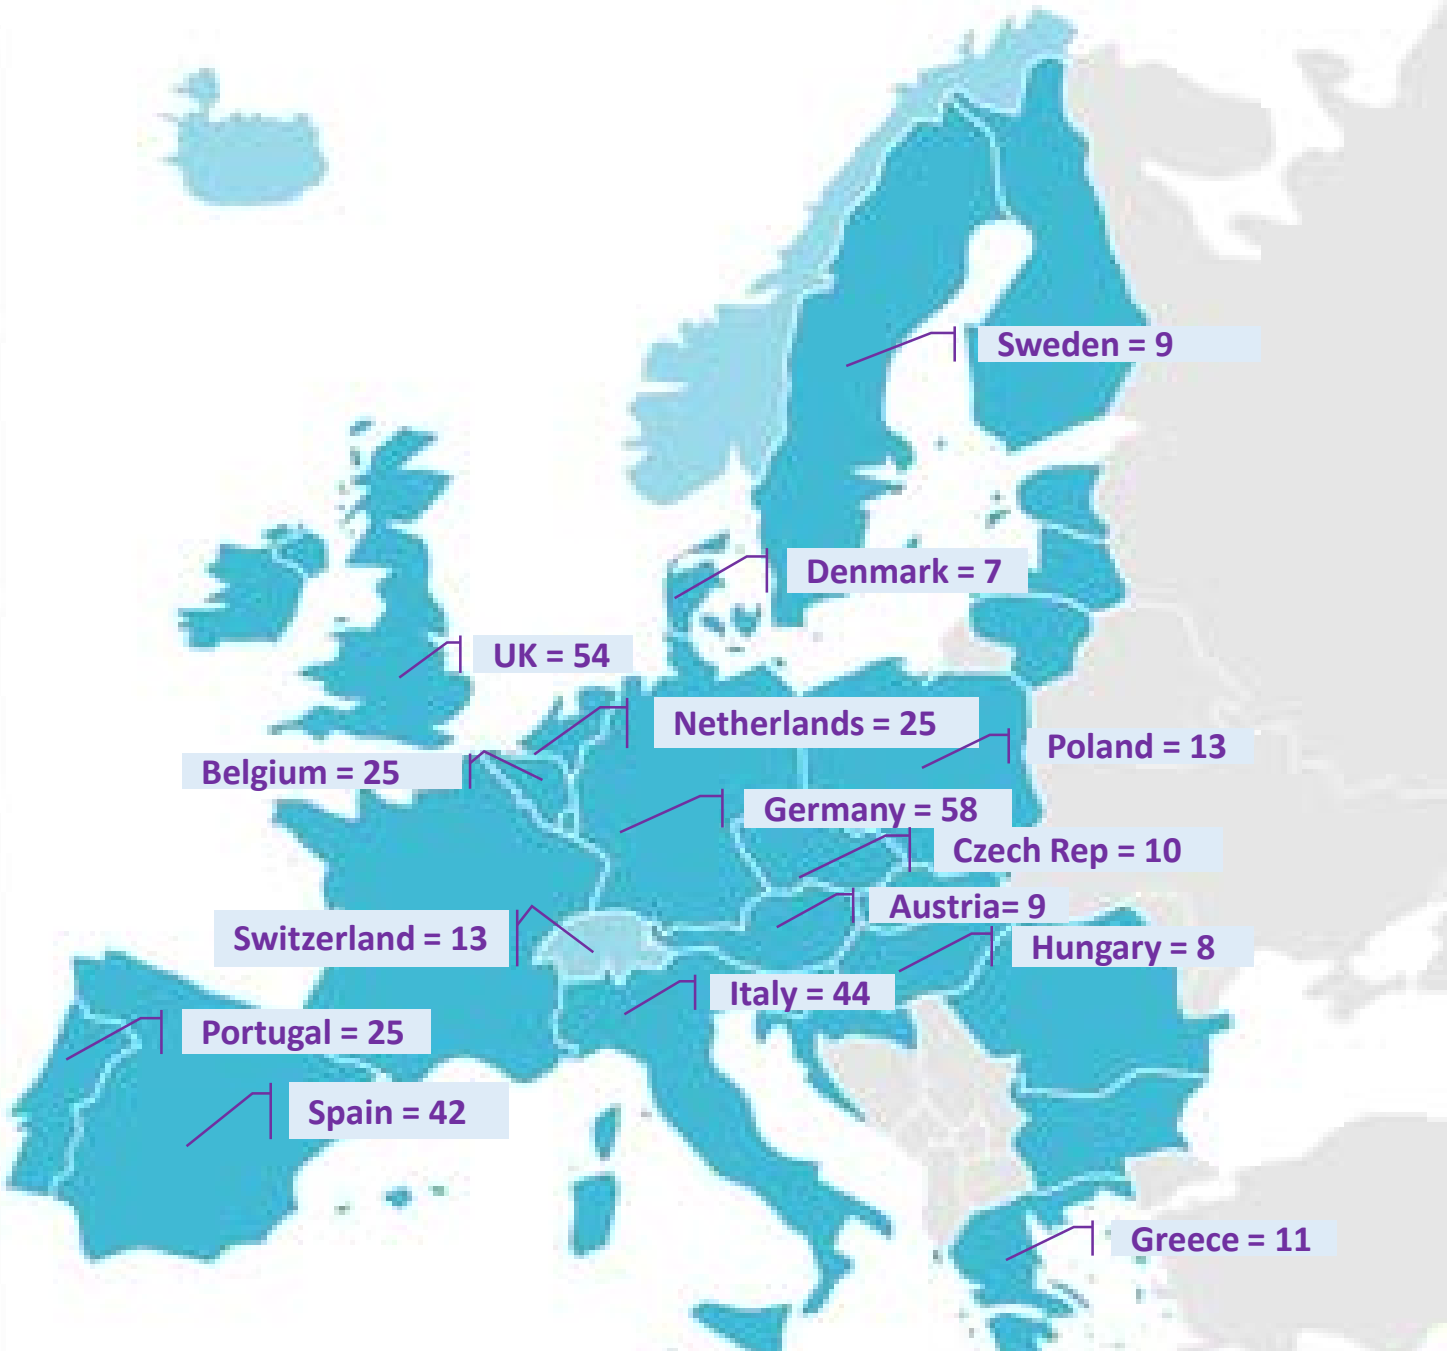 Sweden = 9
Denmark = 7
UK = 54
Netherlands = 25
Poland = 13
Belgium = 25
Germany = 58
Czech Rep = 10
Austria= 9
Switzerland = 13
Hungary = 8
Italy = 44
Portugal = 25
Spain = 42
Greece = 11